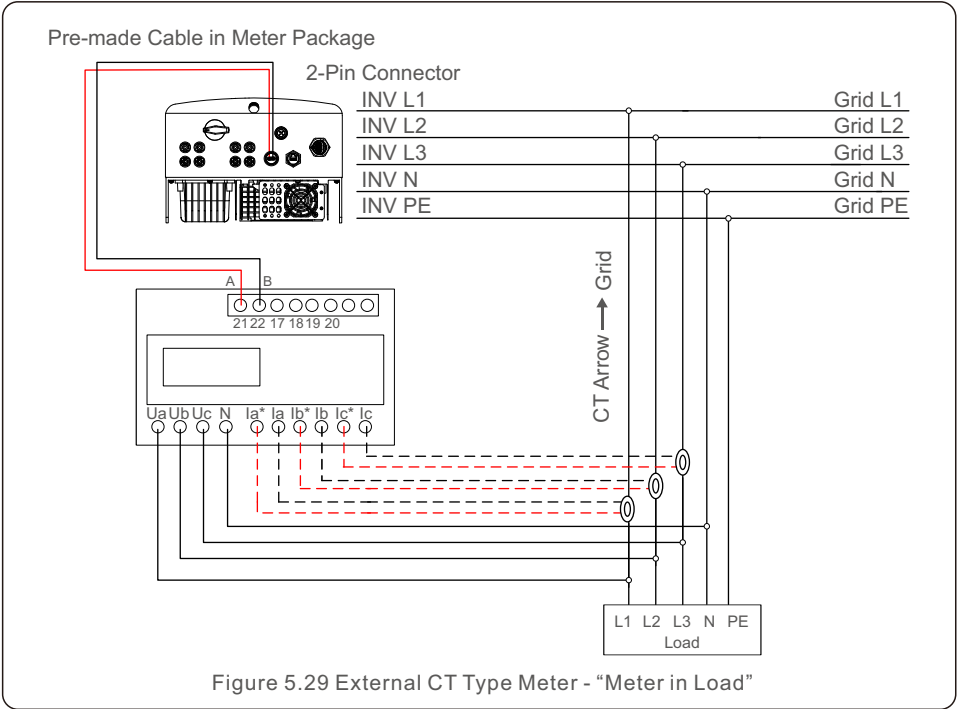 Pre-made Cable in Meter Package
2-Pin Connector
INV L1 Grid L1
INV L2 Grid L2
INV L3 Grid L3
INV N Grid N
INV PE Grid PE
CT Arrow → Grid
A B
21 22 17 18 19 20
Ua Ub Uc N Ia* Ia Ib* Ib Ic* Ic
L1 L2 L3 N PE
Load
Figure 5.29 External CT Type Meter - “Meter in Load”